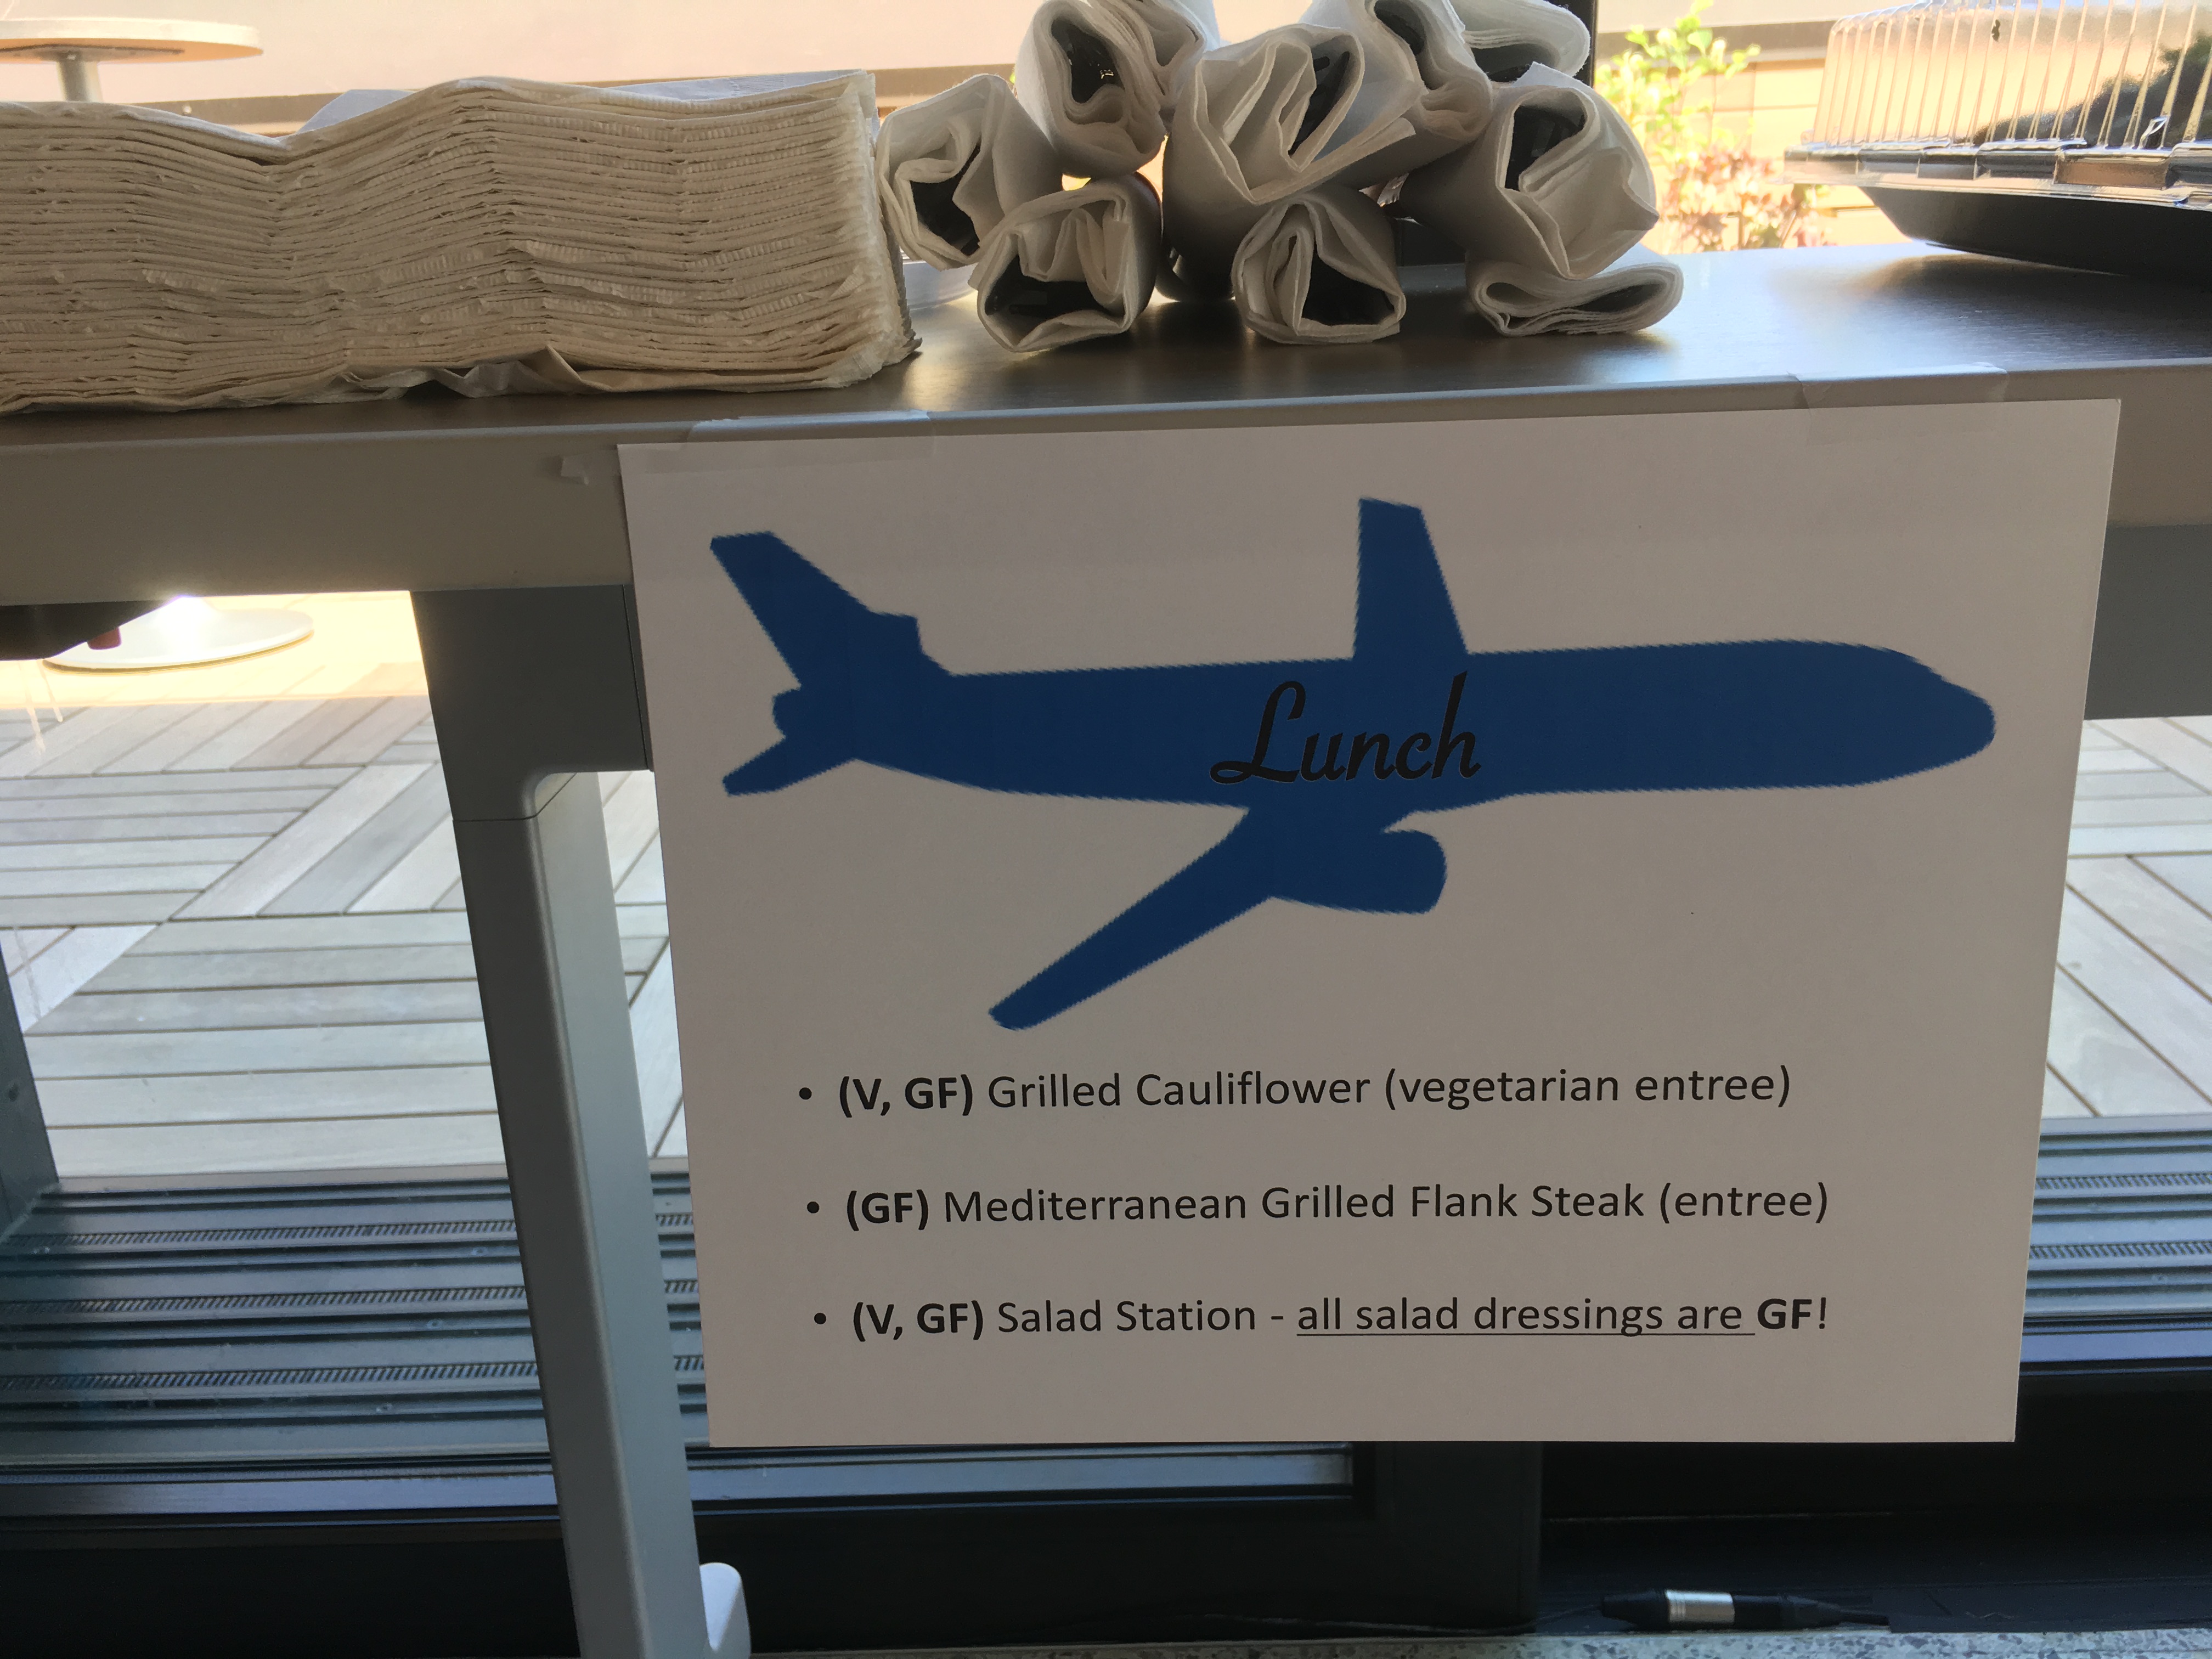 Lunch
• (V, GF) Grilled Cauliflower (vegetarian entree)
• (GF) Mediterranean Grilled Flank Steak (entree)
• (V, GF) Salad Station - all salad dressings are GF!